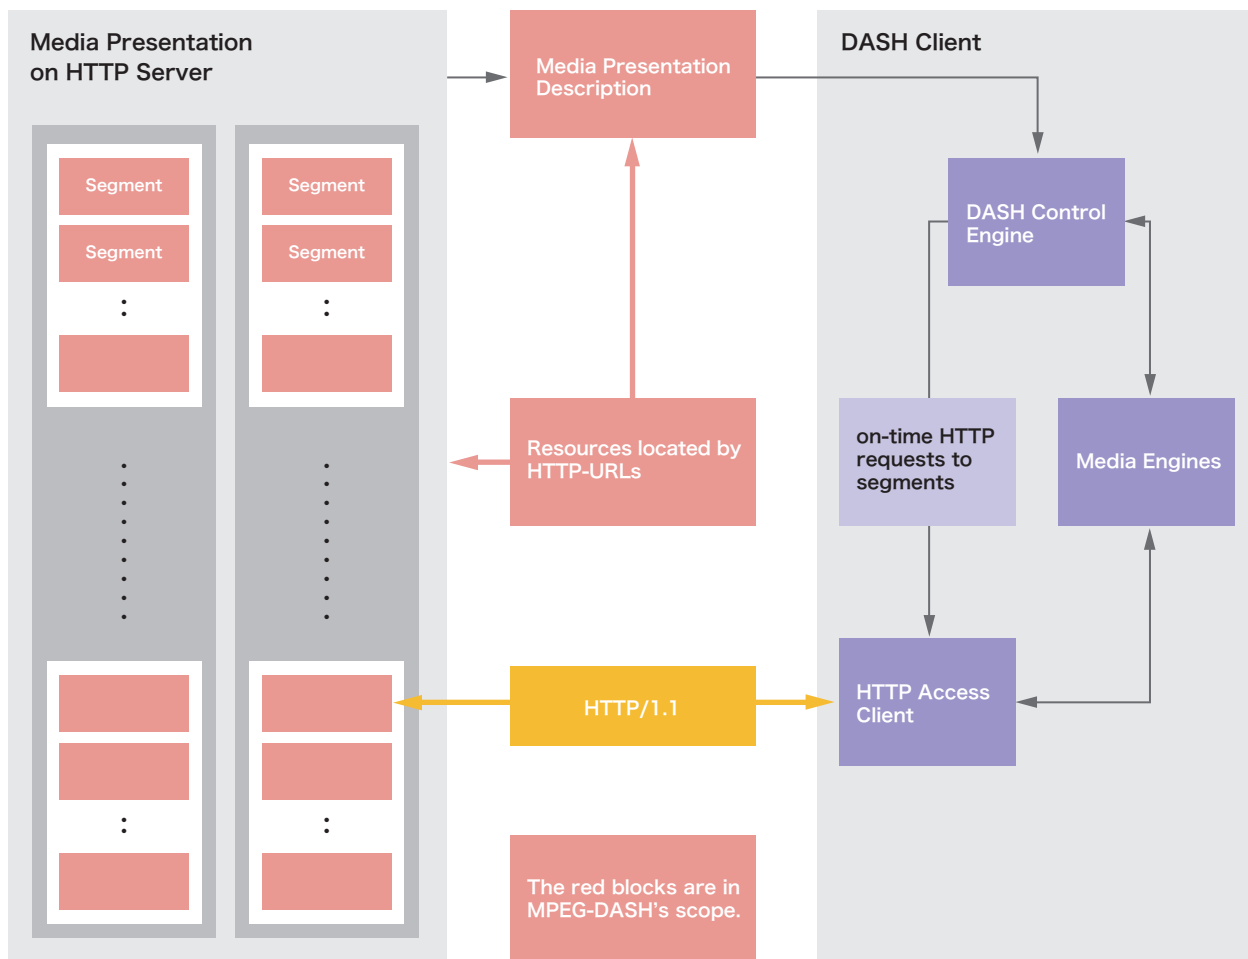 Media Presentation
on HTTP Server
Segment
Segment
Segment
Segment
Media Presentation
Description
Resources located by
HTTP-URLs
HTTP/1.1
The red blocks are in
MPEG-DASH's scope.
DASH Client
DASH Control
Engine
on-time HTTP
requests to
segments
Media Engines
HTTP Access
Client